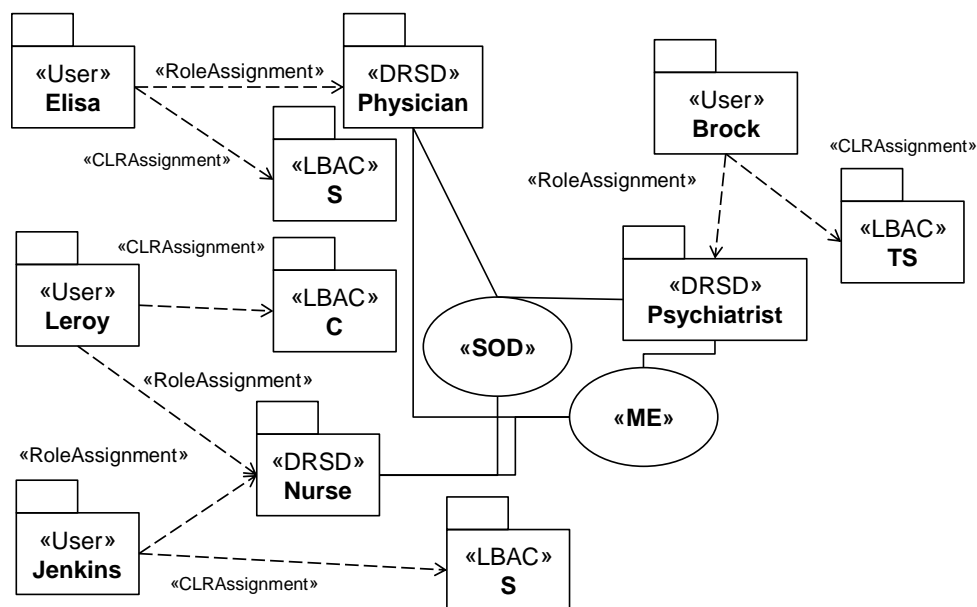 «User»
Elisa
«RoleAssignment»
«DRSD»
Physician
«CLRAssignment»
«LBAC»
S
«User»
Brock
«CLRAssignment»
«RoleAssignment»
«LBAC»
TS
«CLRAssignment»
«User»
Leroy
«LBAC»
C
«DRSD»
Psychiatrist
«SOD»
«RoleAssignment»
«ME»
«RoleAssignment»
«DRSD»
Nurse
«User»
Jenkins
«CLRAssignment»
«LBAC»
S